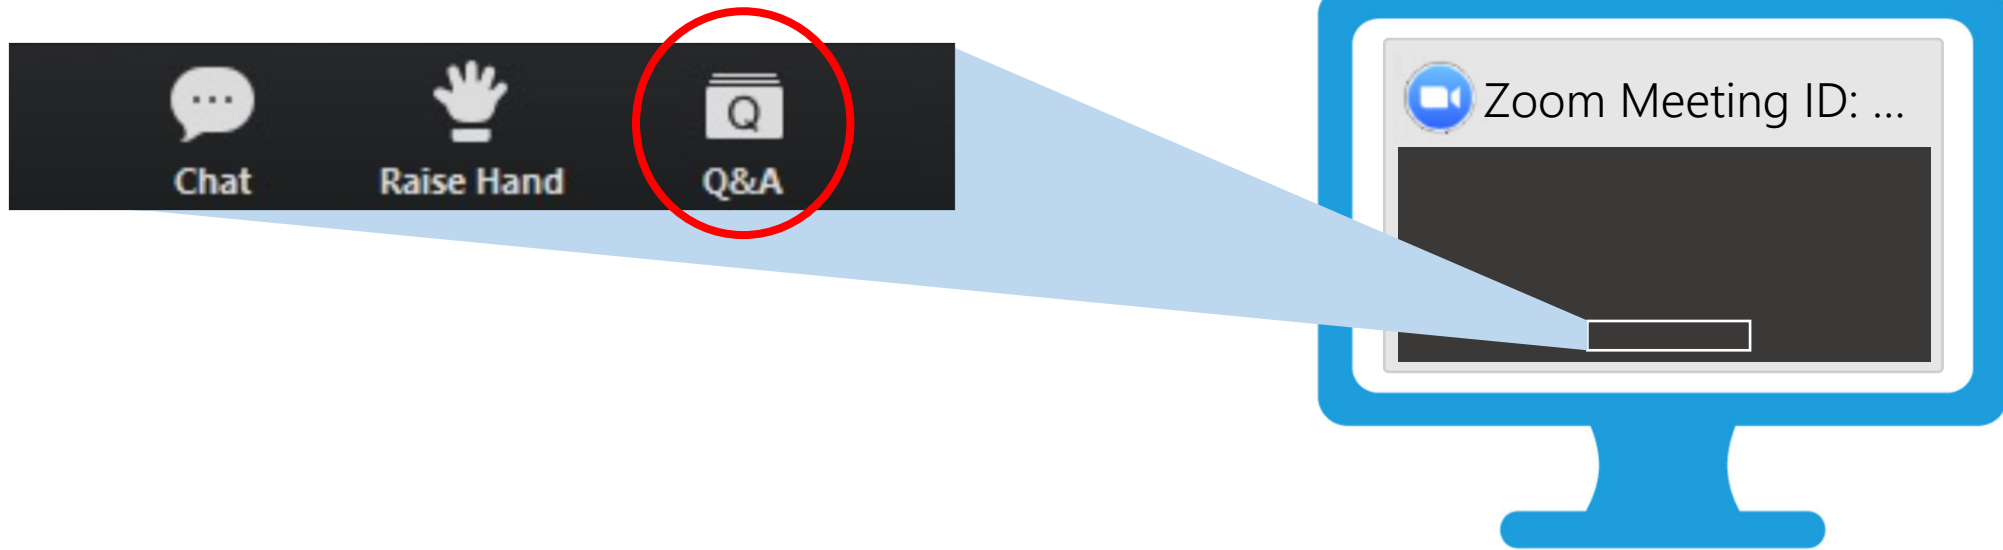 Chat
Raise Hand
Q
Q&A
Zoom Meeting ID: ...